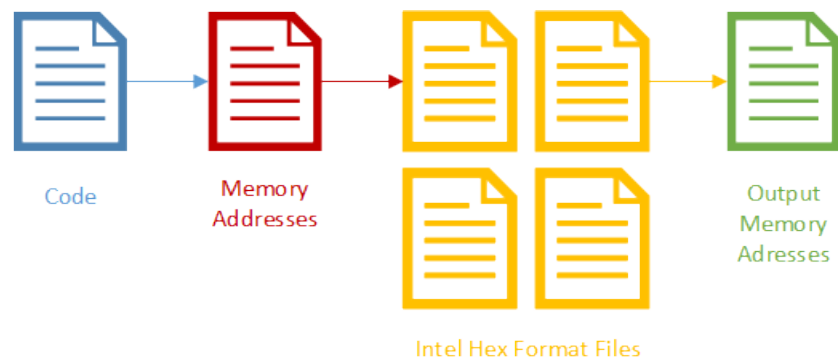 Code
Memory
Addresses
Intel Hex Format Files
Output
Memory
Adresses